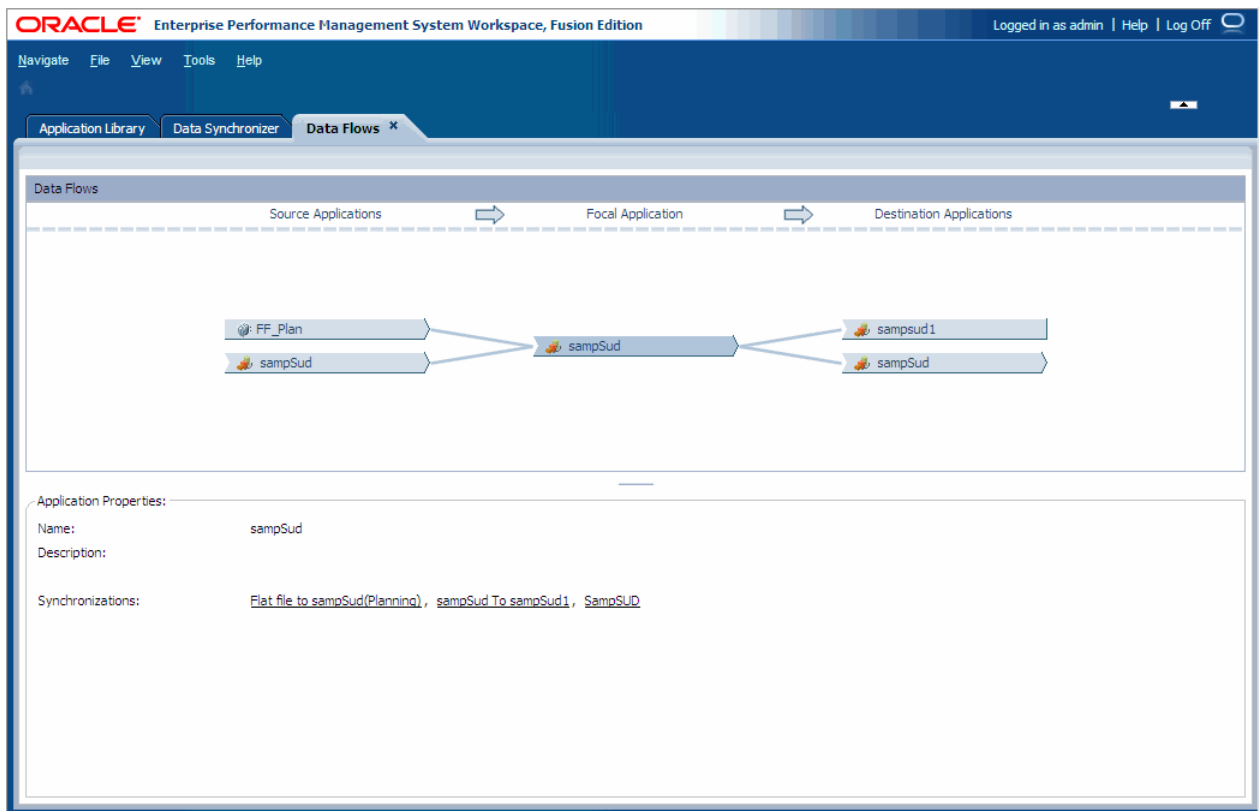 ORACLE Enterprise Performance Management System Workspace, Fusion Edition Logged in as admin | Help | Log Off
Navigate File View Tools Help
Application Library Data Synchronizer Data Flows ×
Data Flows
Source Applications Focal Application Destination Applications
FF_Plan sampsud1
sampSud
sampSud sampSud
Application Properties:
Name: sampSud
Description:
Synchronizations: Flat file to sampSud(Planning), sampSud To sampSud1, SampSUD